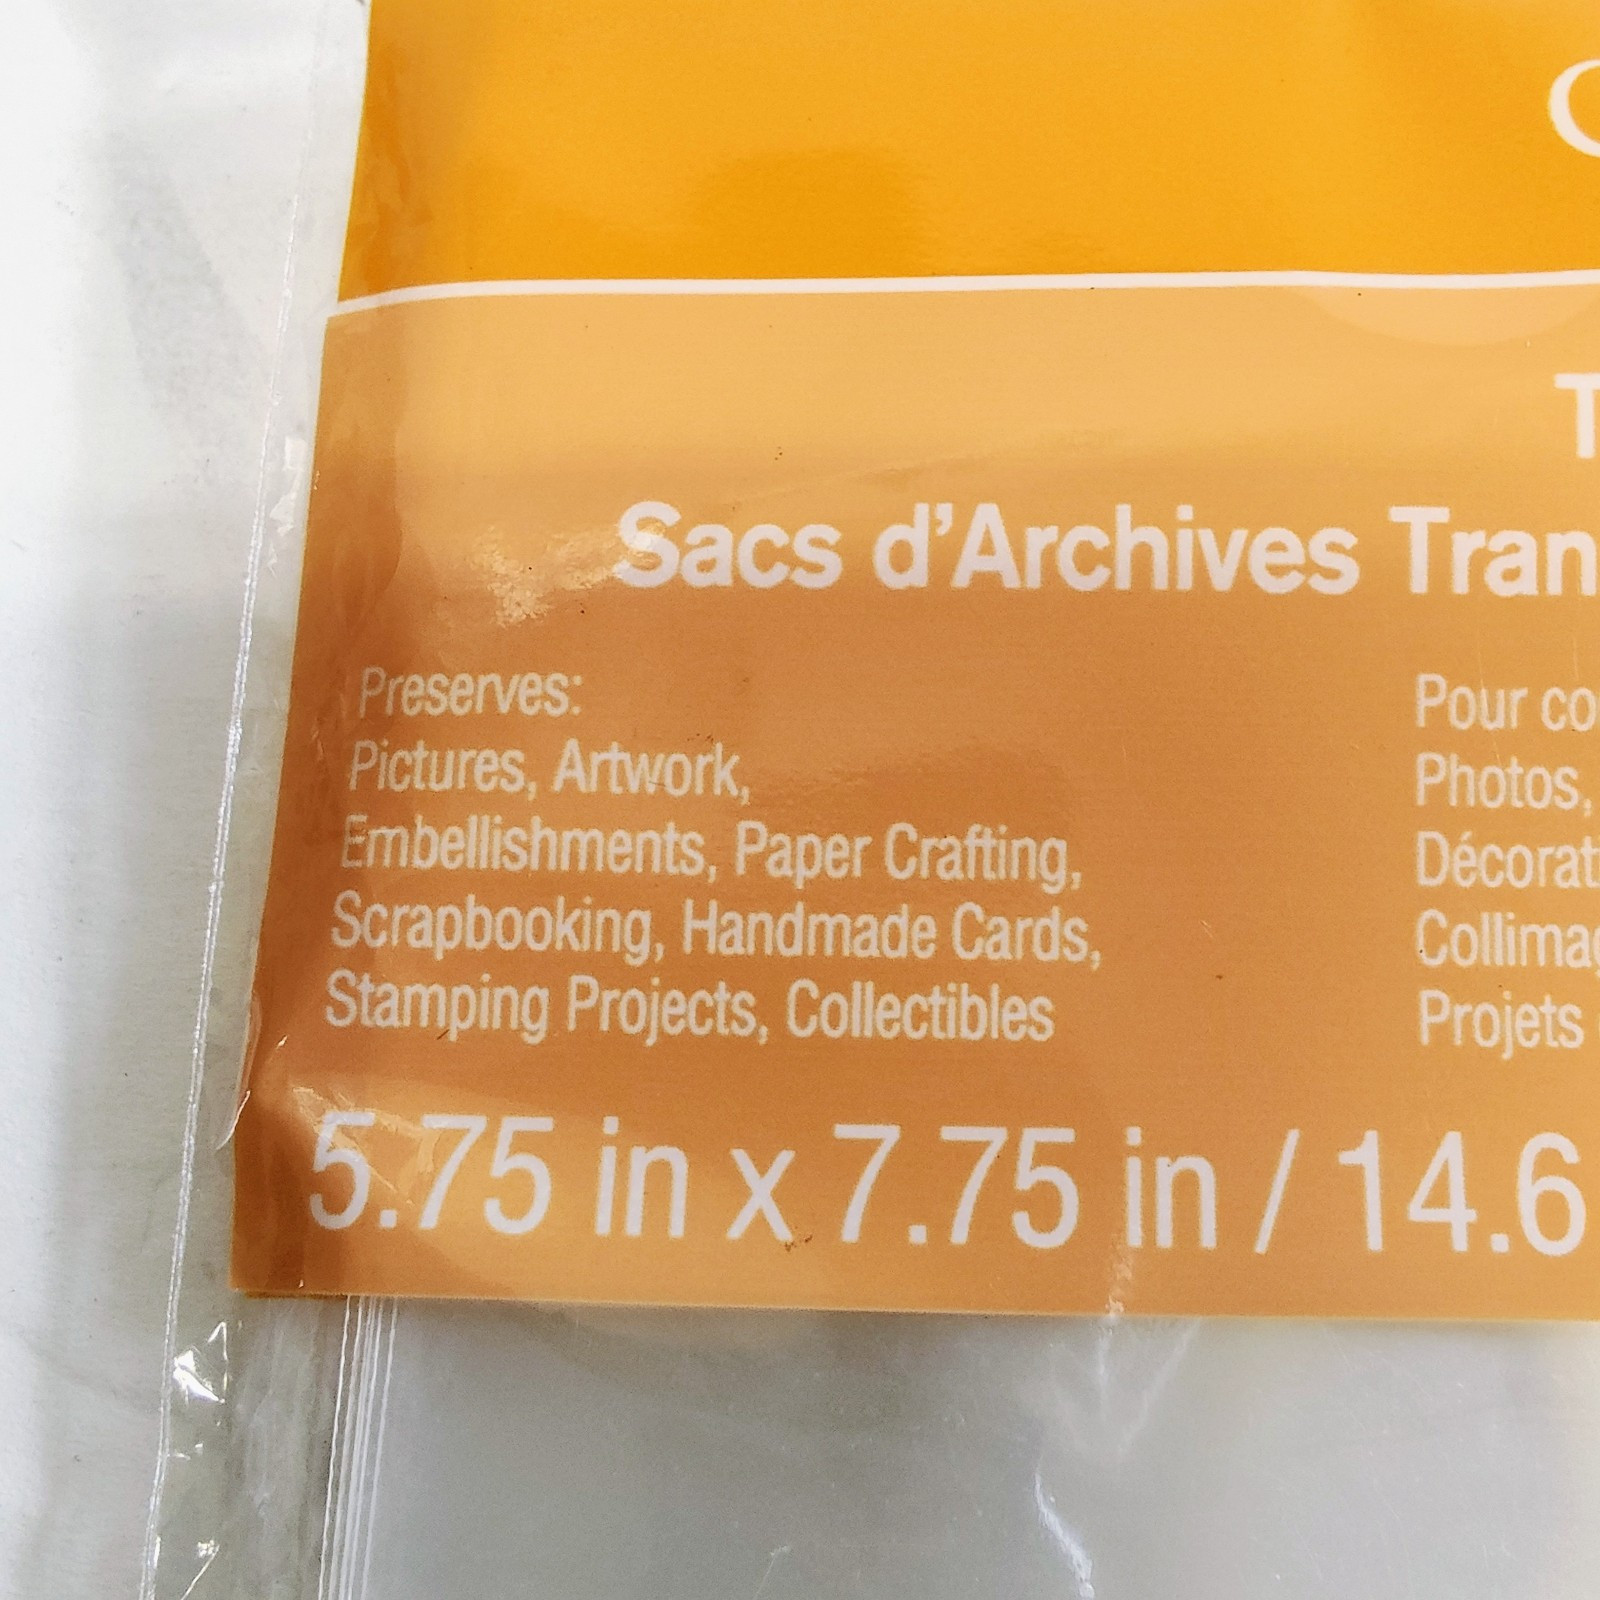 Sacs d’Archives Tran
Preserves:
Pictures, Artwork,
Embellishments, Paper Crafting,
Scrapbooking, Handmade Cards,
Stamping Projects, Collectibles
Pour co
Photos,
Décorat
Collimag
Projets
5.75 in x 7.75 in / 14.6